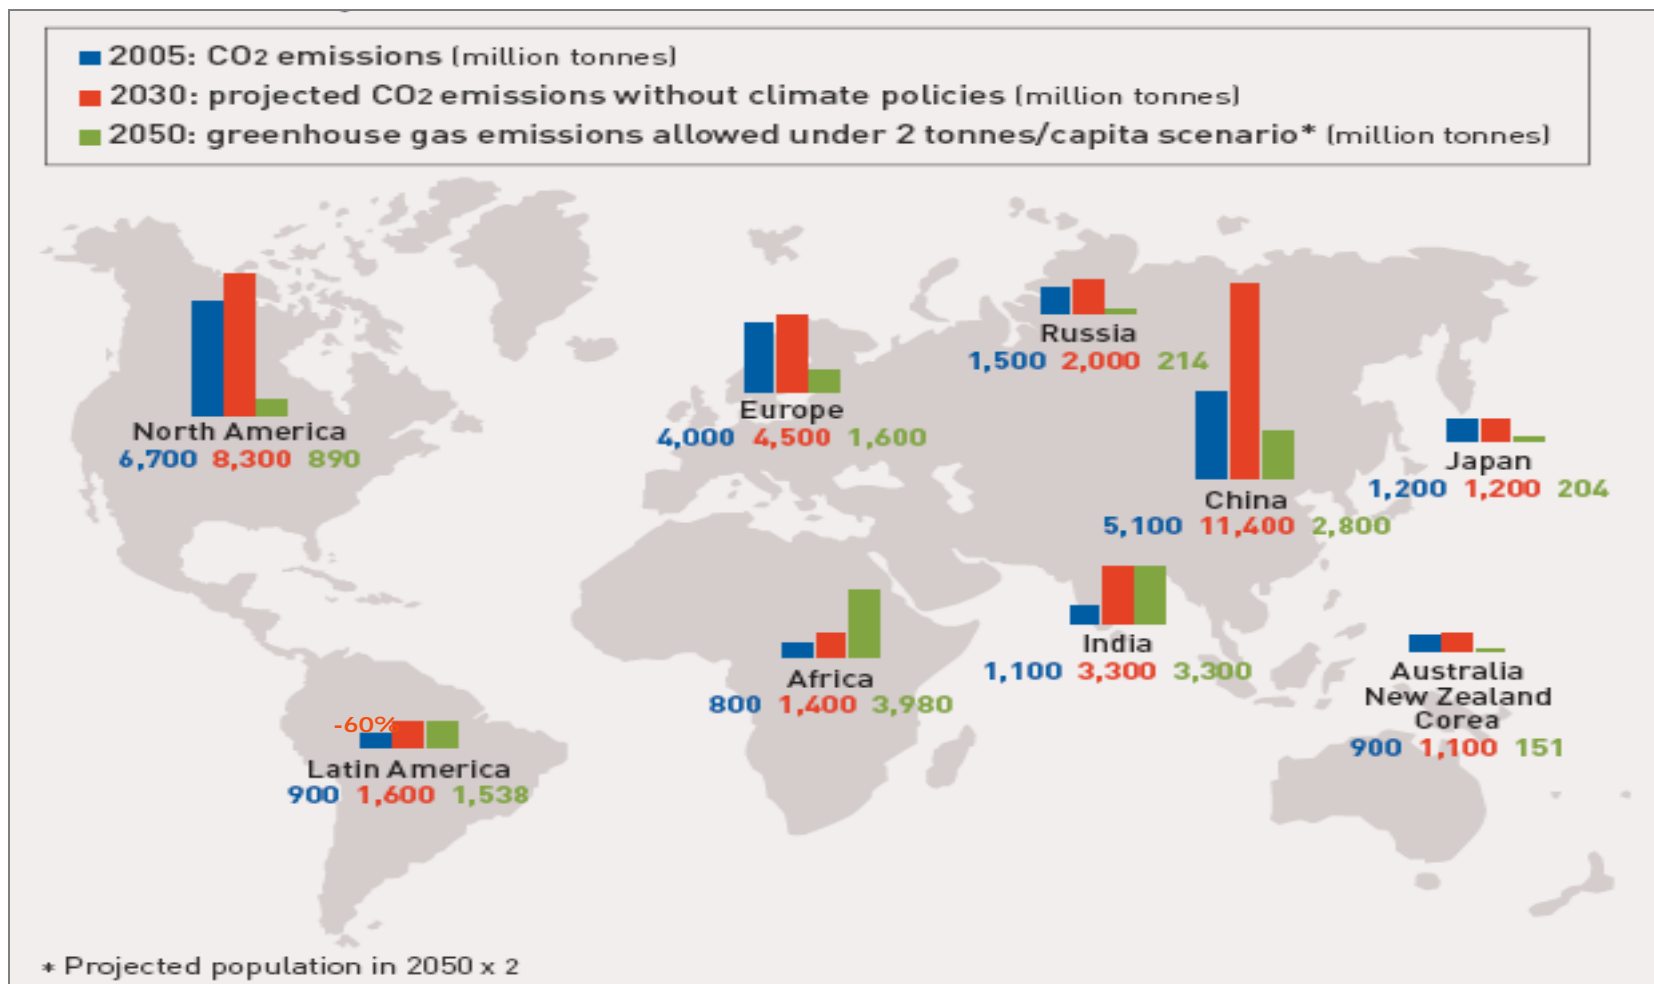 2005: CO2 emissions (million tonnes)
2030: projected CO2 emissions without climate policies (million tonnes)
2050: greenhouse gas emissions allowed under 2 tonnes/capita scenario* (million tonnes)
Russia
1,500 2,000 214
Europe
4,000 4,500 1,600
North America
6,700 8,300 890
Japan
1,200 1,200 204
China
5,100 11,400 2,800
India
1,100 3,300 3,300
Africa
800 1,400 3,980
Australia
New Zealand
Corea
900 1,100 151
-60%
Latin America
900 1,600 1,538
* Projected population in 2050 x 2